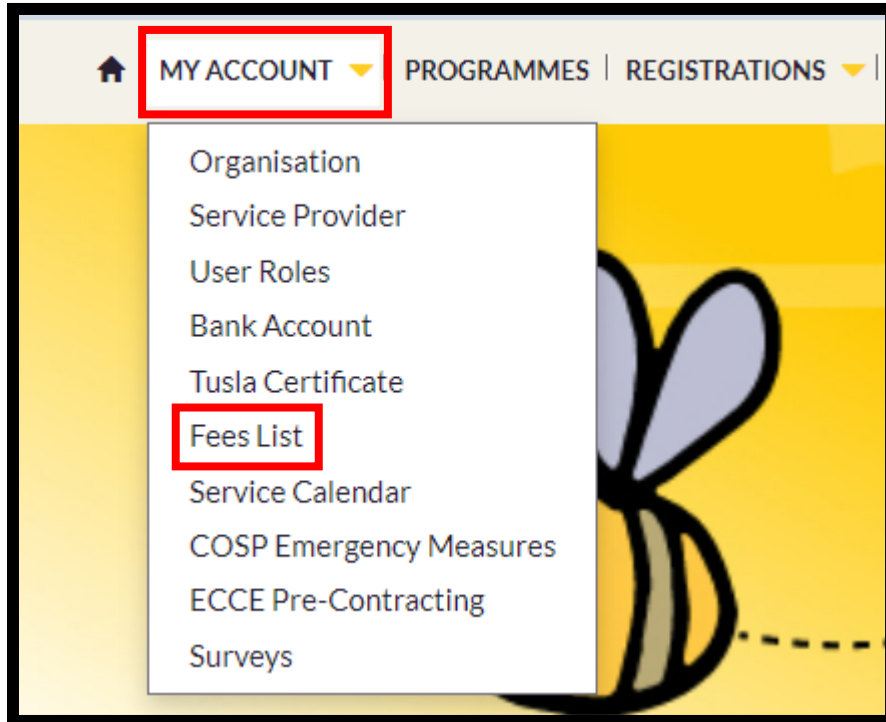 MY ACCOUNT PROGRAMMES | REGISTRATIONS |
Organisation
Service Provider
User Roles
Bank Account
Tusla Certificate
Fees List
Service Calendar
COSP Emergency Measures
ECCE Pre-Contracting
Surveys